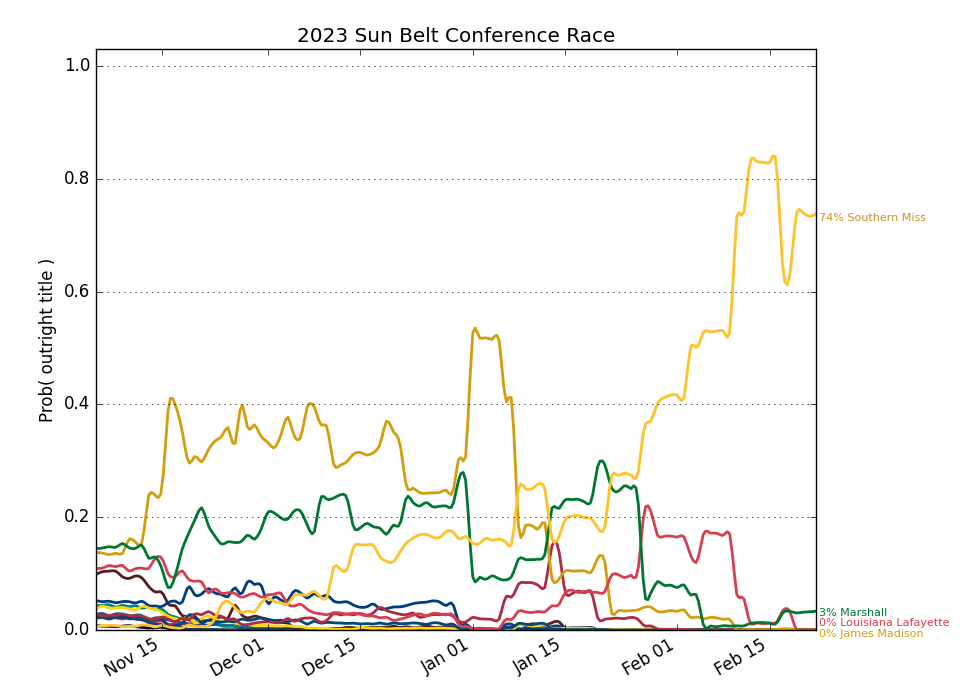 2023 Sun Belt Conference Race
1.0
0.8
0.6
0.4
0.2
0.0
Prob( outright title )
74% Southern Miss
3% Marshall
0% Louisiana Lafayette
0% James Madison
Nov 15
Dec 01
Dec 15
Jan 01
Jan 15
Feb 01
Feb 15